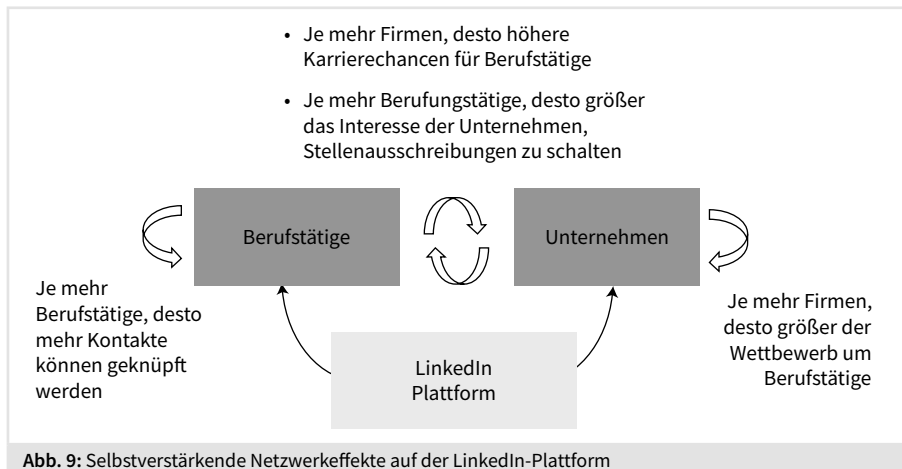 • Je mehr Firmen, desto höhere
Karrierechancen für Berufstätige
• Je mehr Berufungstätige, desto größer
das Interesse der Unternehmen,
Stellenausschreibungen zu schalten
Berufstätige
Unternehmen
Je mehr
Berufstätige, desto
mehr Kontakte
können geknüpft
werden
Je mehr Firmen,
desto größer der
Wettbewerb um
Berufstätige
LinkedIn
Plattform
Abb. 9: Selbstverstärkende Netzwerkeffekte auf der LinkedIn-Plattform